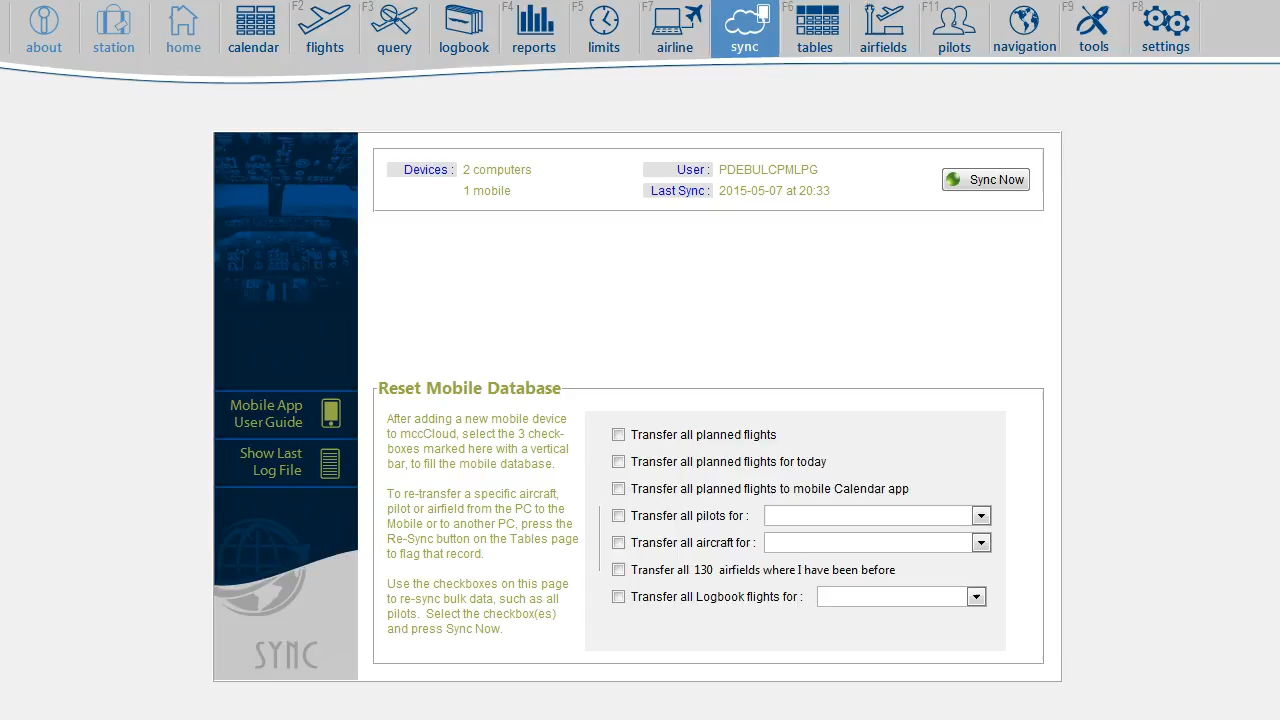 about
station
home
calendar
F2
flights
F3
query
logbook
F4
reports
F5
limits
F7
airline
sync
F6
tables
airfields
F11
pilots
navigation
F9
tools
F8
settings
Devices : 2 computers
1 mobile
User : PDEBULCPMLPG
Last Sync : 2015-05-07 at 20:33
Sync Now
Mobile App
User Guide
Show Last
Log File
SYNC
Reset Mobile Database
After adding a new mobile device
to mccCloud, select the 3 check-
boxes marked here with a vertical
bar, to fill the mobile database.
To re-transfer a specific aircraft,
pilot or airfield from the PC to the
Mobile or to another PC, press the
Re-Sync button on the Tables page
to flag that record.
Use the checkboxes on this page
to re-sync bulk data, such as all
pilots. Select the checkbox(es)
and press Sync Now.
Transfer all planned flights
Transfer all planned flights for today
Transfer all planned flights to mobile Calendar app
Transfer all pilots for :
Transfer all aircraft for :
Transfer all 130 airfields where I have been before
Transfer all Logbook flights for :